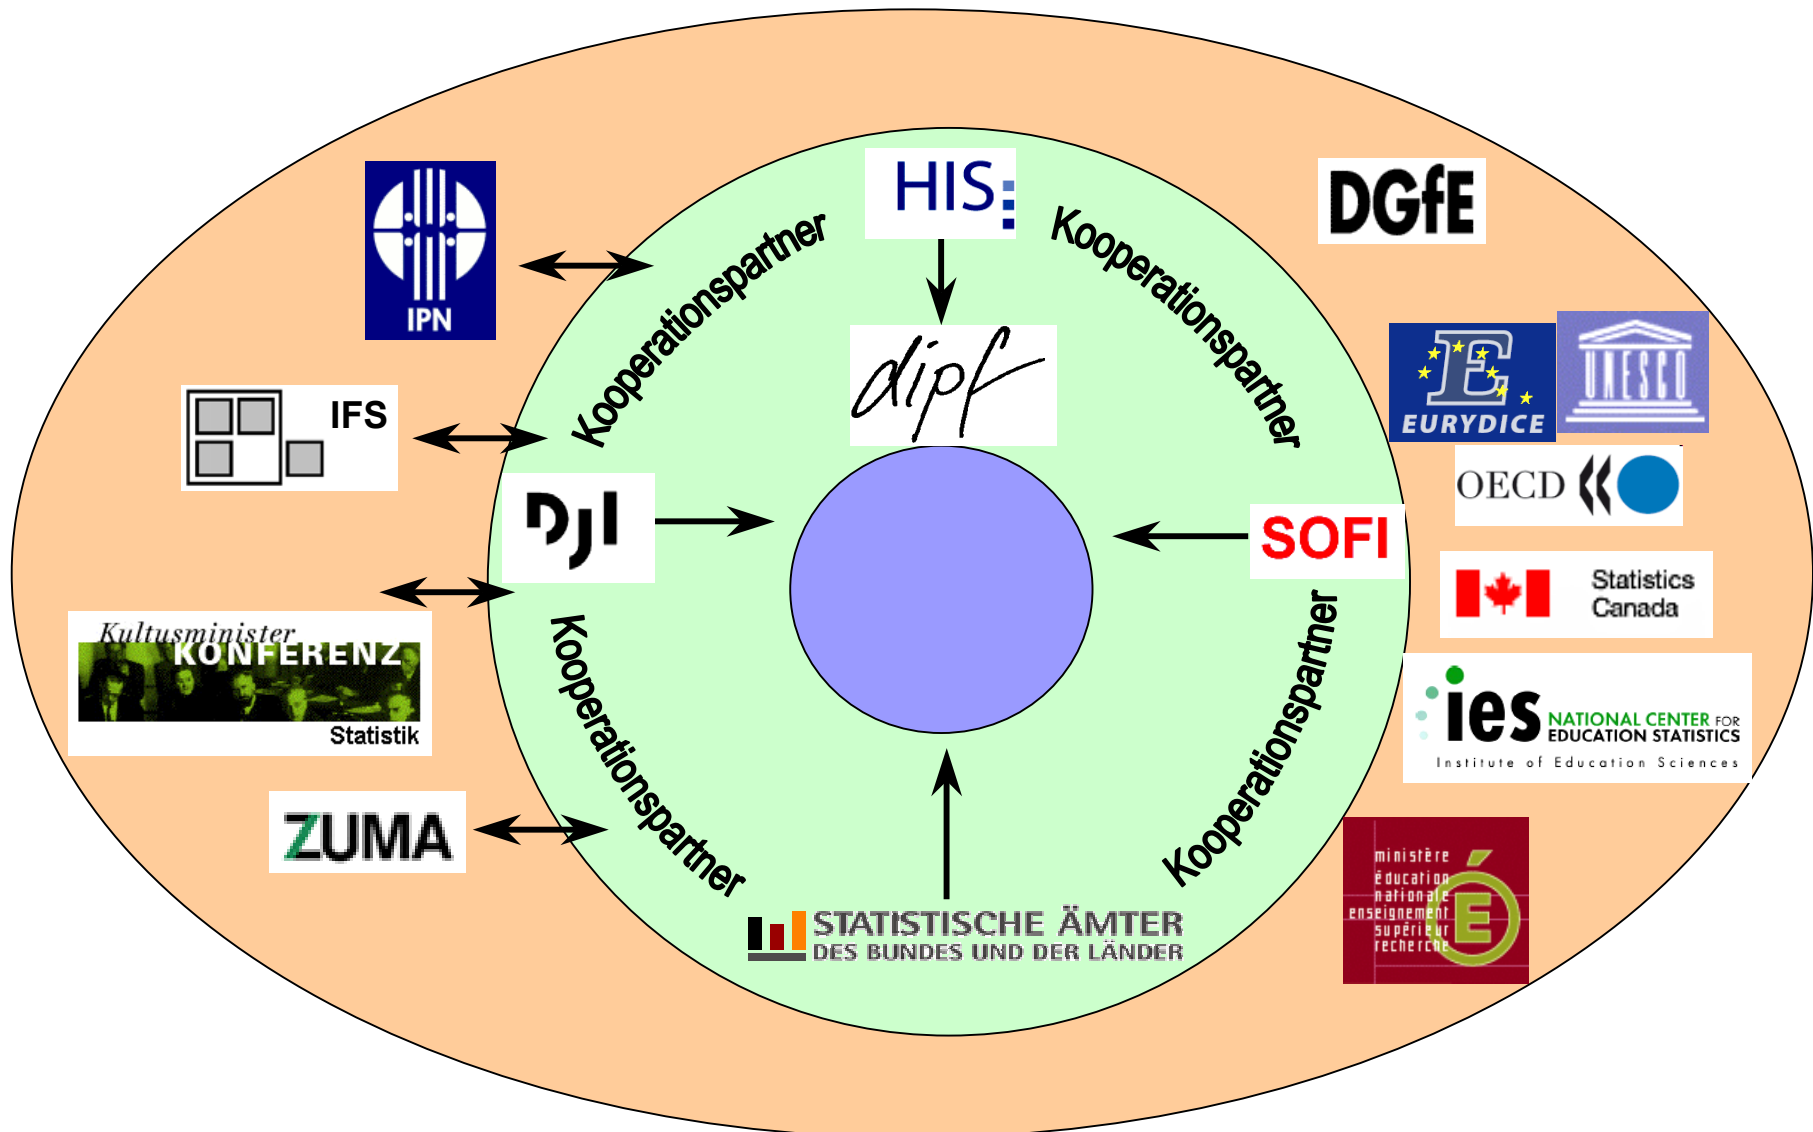 HIS
DGfE
Kooperationspartner
Kooperationspartner
IPN
dipf
E
EURYDICE
UNESCO
IFS
OECD
DJI
SOFI
Statistics
Canada
Kultusminister
KONFERENZ
Statistik
Kooperationspartner
Kooperationspartner
ies NATIONAL CENTER FOR
EDUCATION STATISTICS
Institute of Education Sciences
ZUMA
ministère
éducation
nationale
enseignement
supérieur
recherche
É
STATISTISCHE ÄMTER
DES BUNDES UND DER LÄNDER